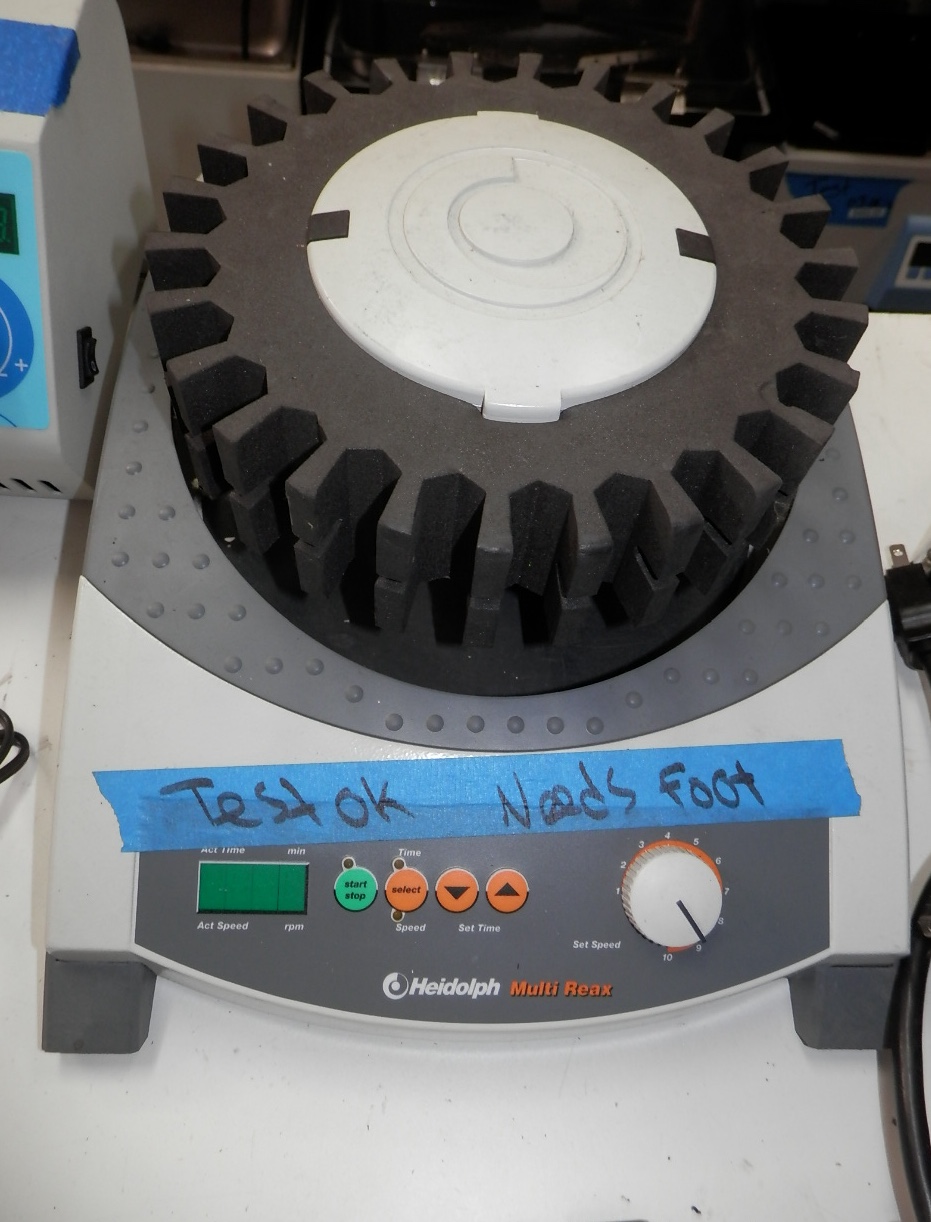 Test OK Needs Foot
Act Time min
Time
start
stop
select
Act Speed rpm
Speed
Set Time
Set Speed
1
2
3
4
5
6
7
8
9
10
Heidolph Multi Reax